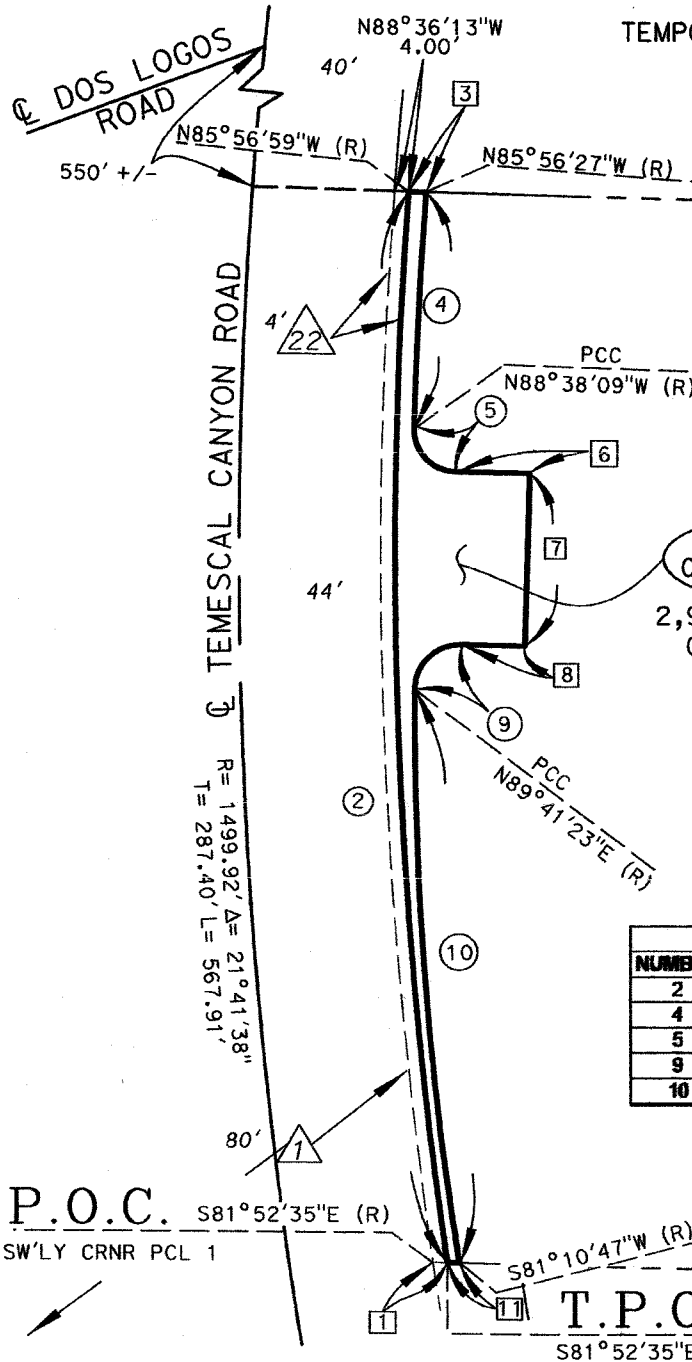 N88°36'13"W
4.00'
TEMPO
℄ DOS LOGOS
ROAD
40'
3
N85°56'59"W (R)
N85°56'27"W (R)
550' +/-
4
4'
22
PCC
N88°38'09"W (R)
5
6
℄ TEMESCAL CANYON ROAD
7
0
44'
2,9
(
8
9
PCC
N89°41'23"E (R)
2
R= 1499.92' Δ= 21°41'38"
T= 287.40' L= 567.91'
10
NUMBE
2
4
5
9
10
80'
1
P.O.C.
S81°52'35"E (R)
SW'LY CRNR PCL 1
S81°10'47"W (R)
1
11
T.P.O
S81°52'35"E